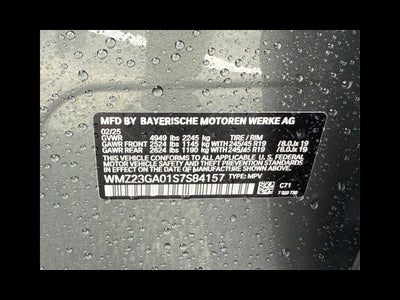 MFD BY BAYERISCHE MOTOREN WERKE AG
02/25
GVWR 4949 lbs 2245 kg TIRE / RIM
GAWR FRONT 2524 lbs 1145 kg WITH 245/45 R19 / 8.0Jx 19
GAWR REAR 2624 lbs 1190 kg WITH 245/45 R19 / 8.0Jx 19
THIS VEHICLE CONFORMS TO ALL APPLICABLE U.S. FEDERAL
MOTOR VEHICLE SAFETY, BUMPER, AND THEFT PREVENTION
STANDARDS IN EFFECT ON THE DATE OF MANUFACTURE
SHOWN ABOVE.
WMZ23GA01S7S84157 TYPE: MPV
C71